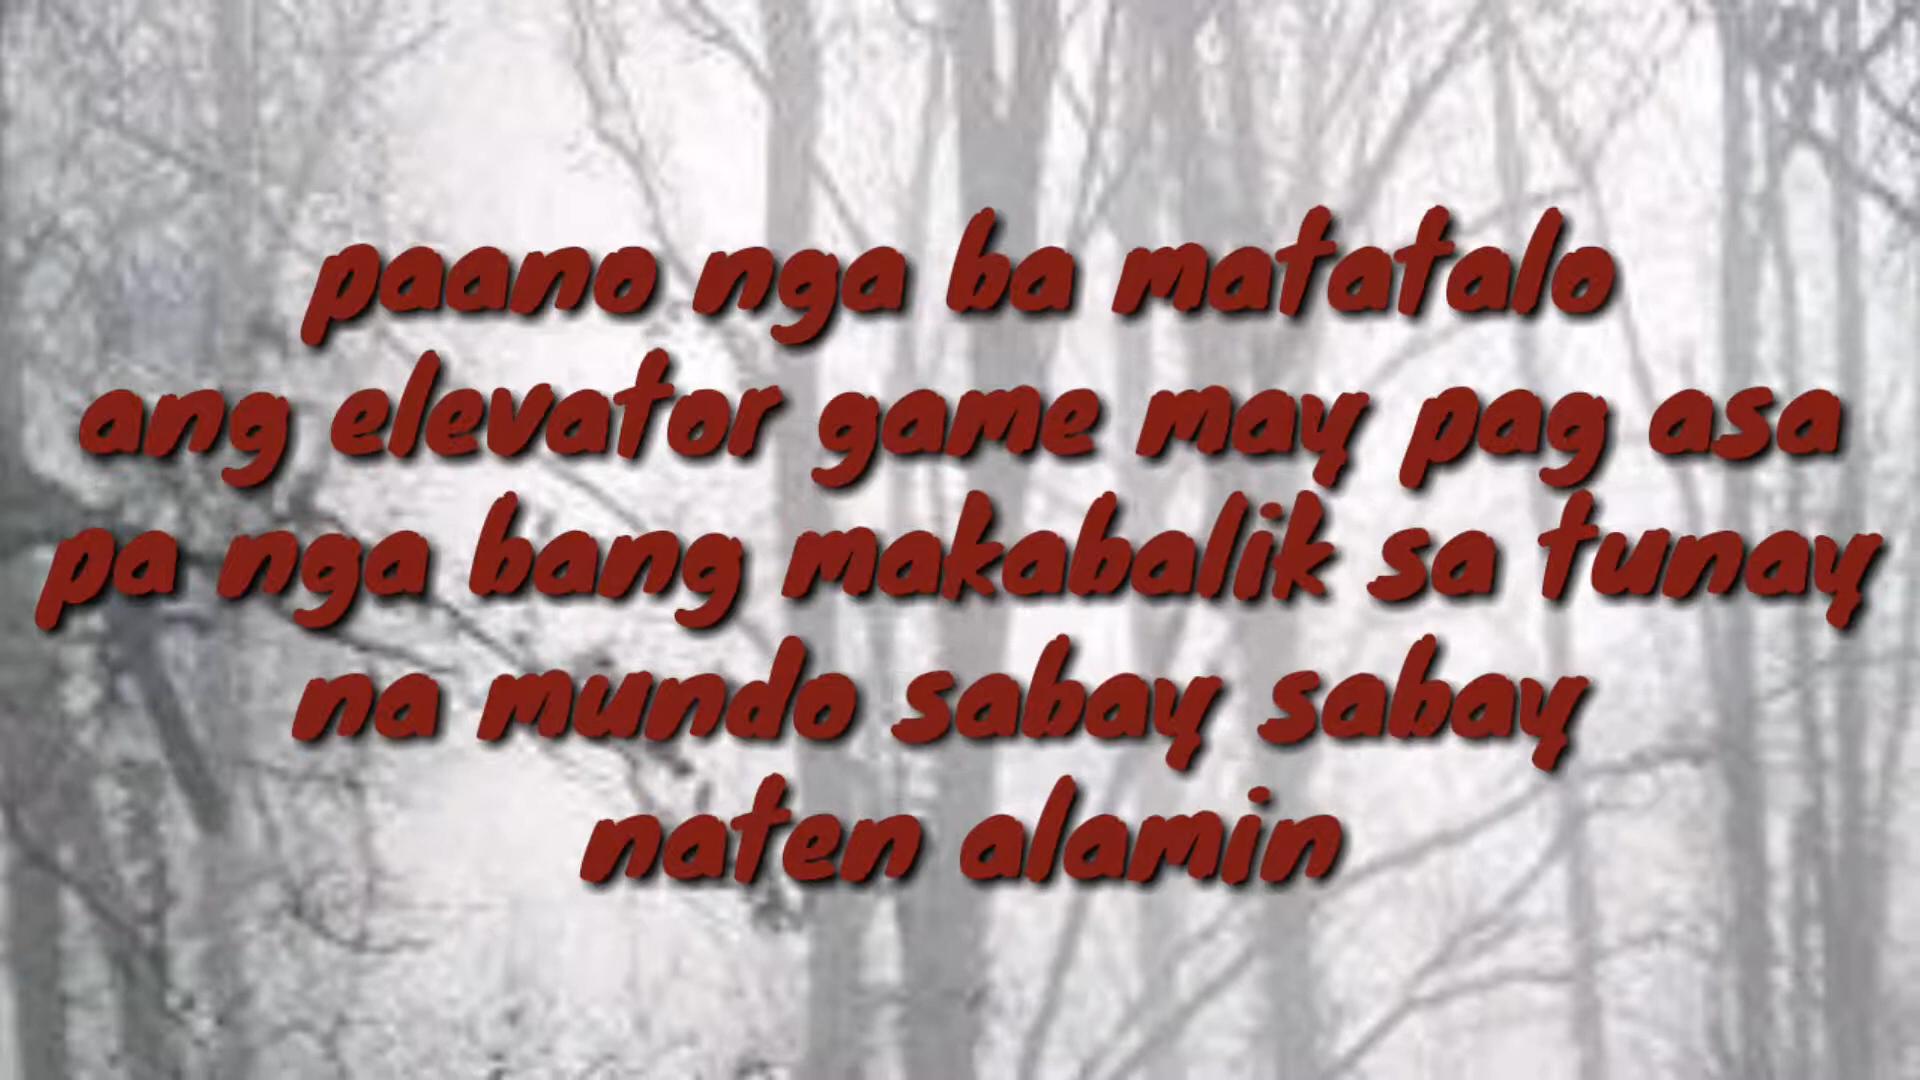 paano nga ba matatalo
ang elevator game may pag asa
pa nga bang makabalik sa tunay
na mundo sabay sabay
naten alamin